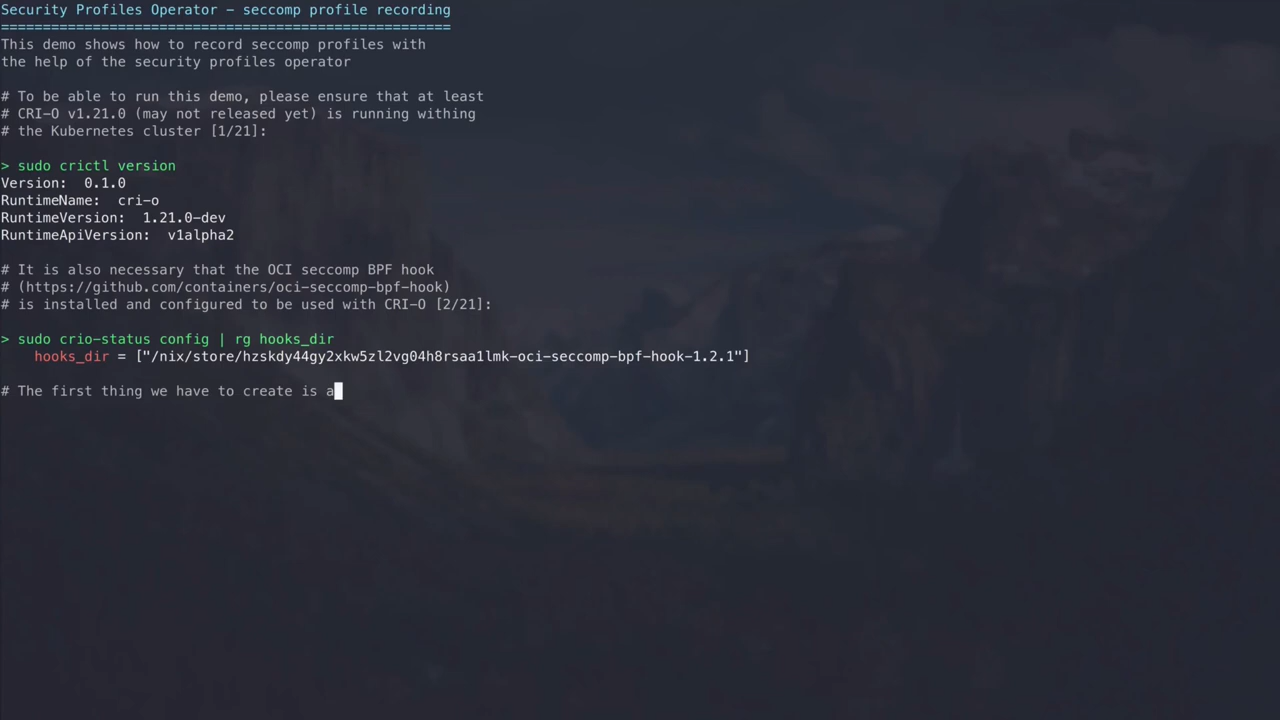 Security Profiles Operator – seccomp profile recording
======================================================
This demo shows how to record seccomp profiles with
the help of the security profiles operator
# To be able to run this demo, please ensure that at least
# CRI-O v1.21.0 (may not released yet) is running withing
# the Kubernetes cluster [1/21]:
> sudo crictl version
Version:  0.1.0
RuntimeName:  cri-o
RuntimeVersion:  1.21.0-dev
RuntimeApiVersion:  v1alpha2
# It is also necessary that the OCI seccomp BPF hook
# (https://github.com/containers/oci-seccomp-bpf-hook)
# is installed and configured to be used with CRI-O [2/21]:
> sudo crio-status config | rg hooks_dir
    hooks_dir = ["/nix/store/hzskdy44gy2xkw5zl2vg04h8rsaa1lmk-oci-seccomp-bpf-hook-1.2.1"]
# The first thing we have to create is a